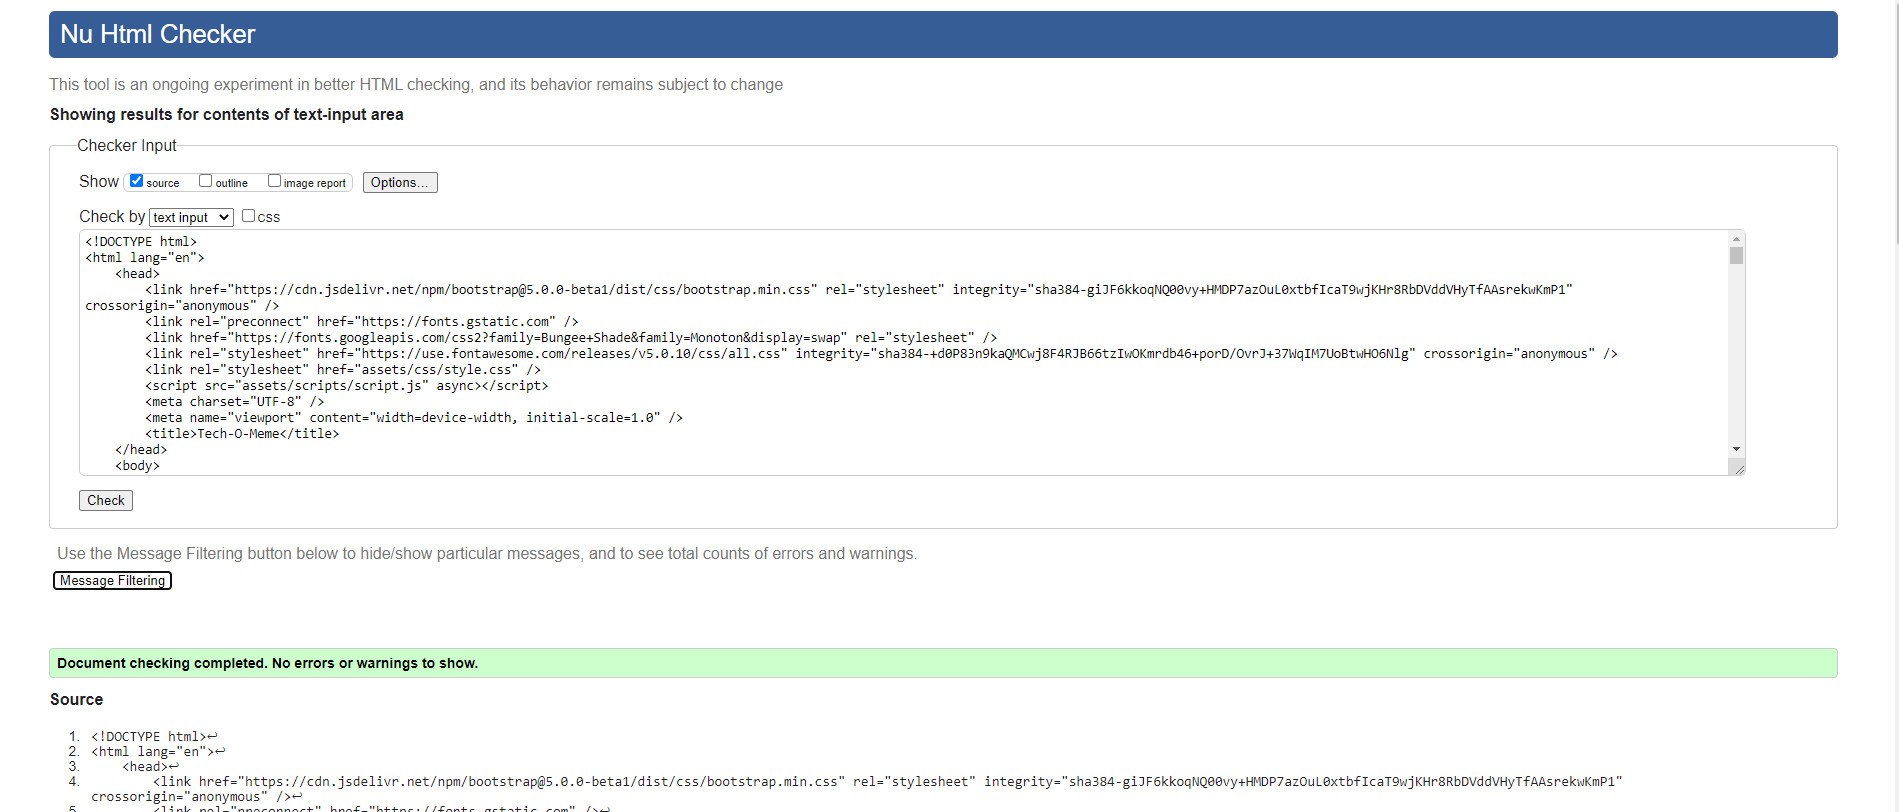 Nu Html Checker
This tool is an ongoing experiment in better HTML checking, and its behavior remains subject to change
Showing results for contents of text-input area
Checker Input
Show source outline image report Options...
Check by text input css
<!DOCTYPE html>
<html lang="en">
    <head>
        <link href="https://cdn.jsdelivr.net/npm/bootstrap@5.0.0-beta1/dist/css/bootstrap.min.css" rel="stylesheet" integrity="sha384-giJF6kkoqNQ00vy+HMDP7azOuL0xtbfIcaT9wjKHr8RbDVddVHyTfAAsrekwKmP1"
crossorigin="anonymous" />
        <link rel="preconnect" href="https://fonts.gstatic.com" />
        <link href="https://fonts.googleapis.com/css2?family=Bungee+Shade&family=Monoton&display=swap" rel="stylesheet" />
        <link rel="stylesheet" href="https://use.fontawesome.com/releases/v5.0.10/css/all.css" integrity="sha384-+d0P83n9kaQMCwj8F4RJB66tzIwOKmrdb46+porD/OvrJ+37WqIM7UoBtwHO6Nlg" crossorigin="anonymous" />
        <link rel="stylesheet" href="assets/css/style.css" />
        <script src="assets/scripts/script.js" async></script>
        <meta charset="UTF-8" />
        <meta name="viewport" content="width=device-width, initial-scale=1.0" />
        <title>Tech-O-Meme</title>
    </head>
    <body>
Check
Use the Message Filtering button below to hide/show particular messages, and to see total counts of errors and warnings.
Message Filtering
Document checking completed. No errors or warnings to show.
Source
1. <!DOCTYPE html>↩
2. <html lang="en">↩
3.     <head>↩
4.         <link href="https://cdn.jsdelivr.net/npm/bootstrap@5.0.0-beta1/dist/css/bootstrap.min.css" rel="stylesheet" integrity="sha384-giJF6kkoqNQ00vy+HMDP7azOuL0xtbfIcaT9wjKHr8RbDVddVHyTfAAsrekwKmP1"
crossorigin="anonymous" />↩
5.         <link rel="preconnect" href="https://fonts.gstatic.com" />↩